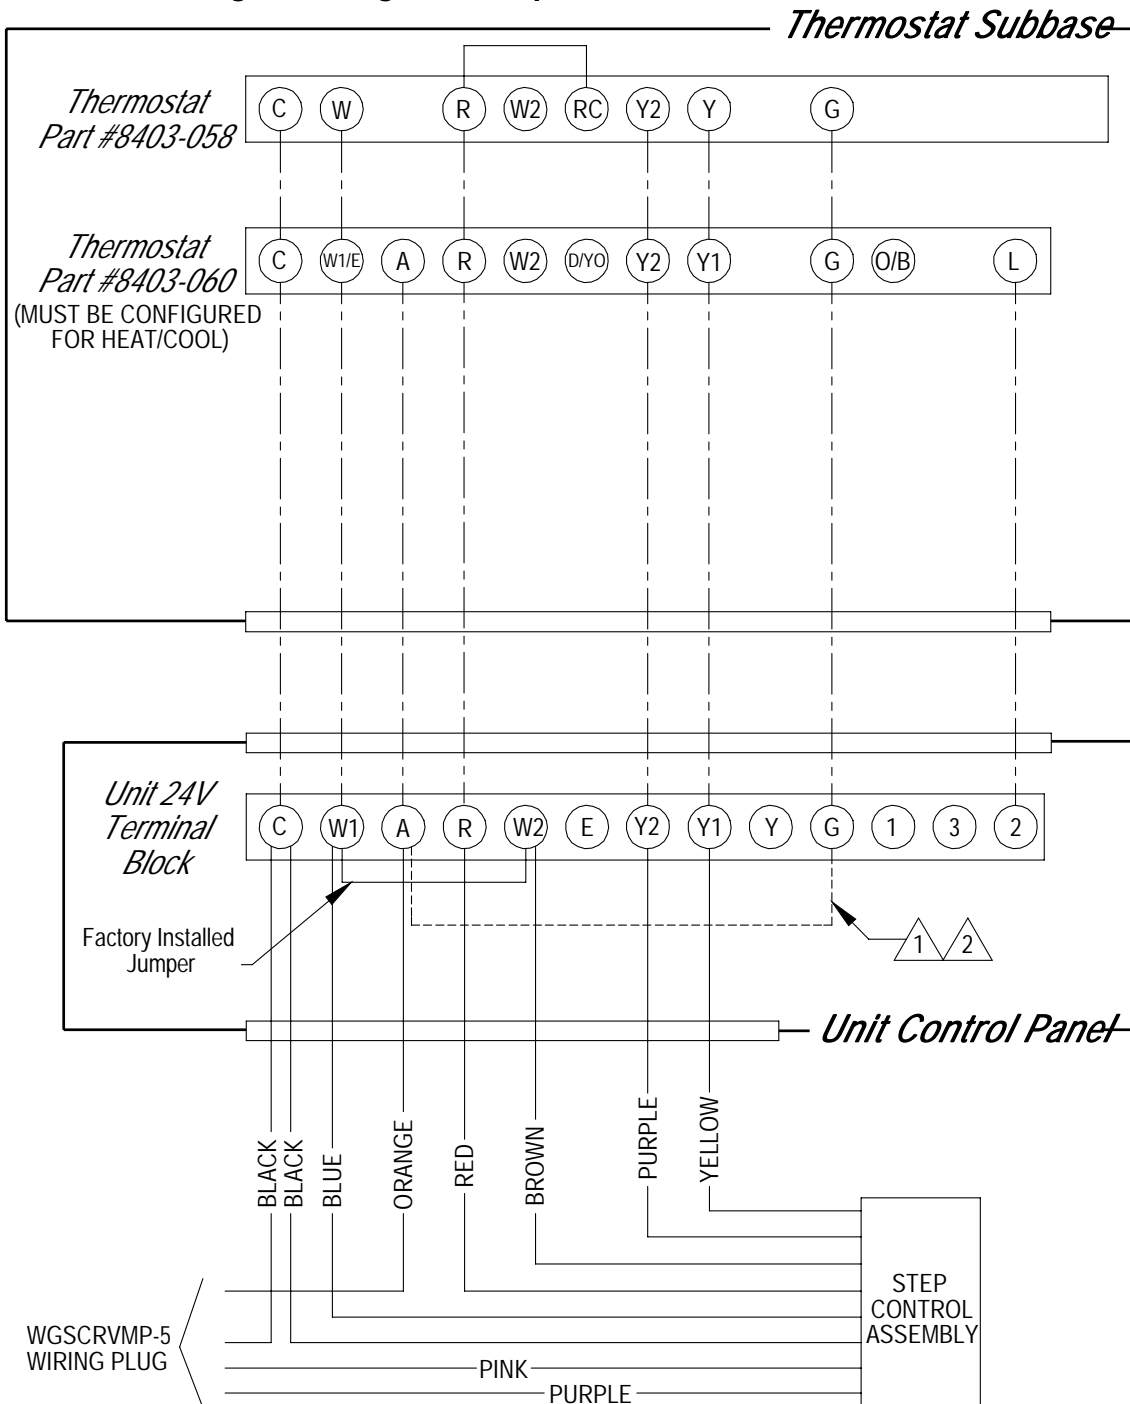 Thermostat Subbase
Thermostat
Part #8403-058
C W R W2 RC Y2 Y G
Thermostat
Part #8403-060
(MUST BE CONFIGURED
FOR HEAT/COOL)
C W1/E A R W2 D/YO Y2 Y1 G O/B L
Unit 24V
Terminal
Block
C W1 A R W2 E Y2 Y1 Y G 1 3 2
Factory Installed
Jumper
1 2
Unit Control Panel
BLACK
BLACK
BLUE
ORANGE
RED
BROWN
PURPLE
YELLOW
STEP
CONTROL
ASSEMBLY
WGSCRVMP-5
WIRING PLUG
PINK
PURPLE